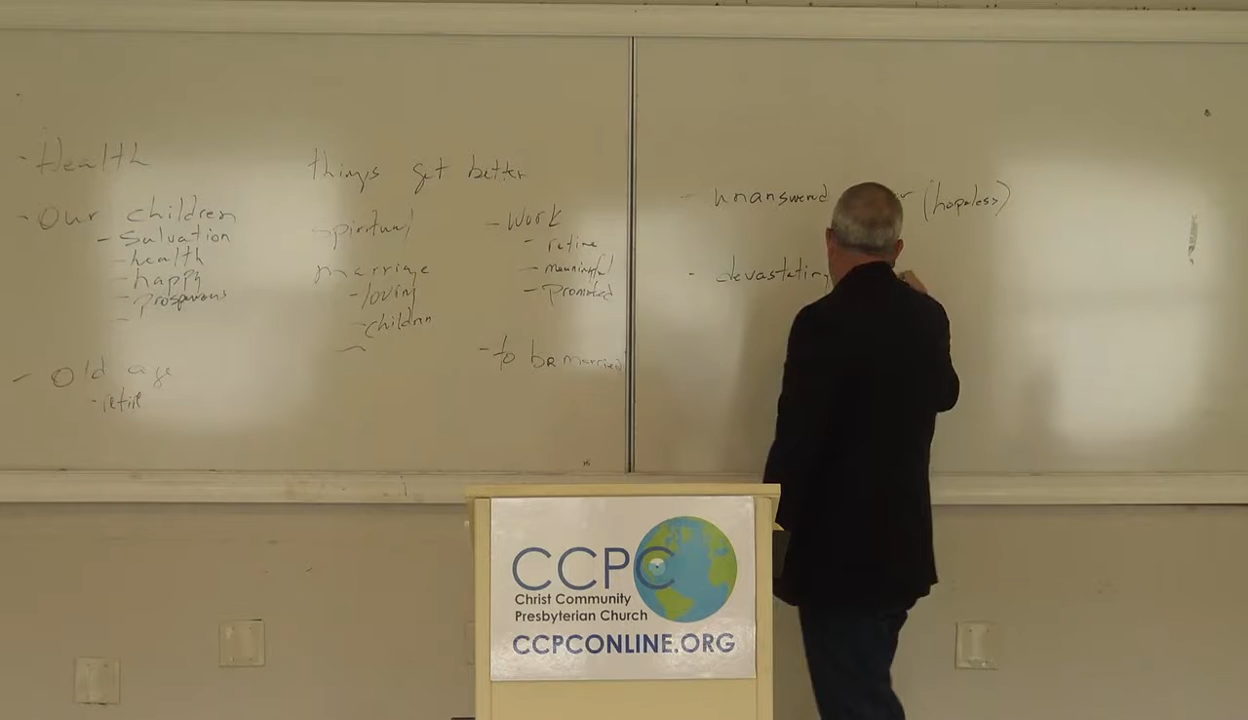 - Health
- Our children
- Salvation
- health
- happy
- prosperous
-
- Old age
- retire
things get better
spiritual
marriage
- loving
- children
- Work
- retire
- meaningful
- promoted
- to be married
- unanswered (hopeless)
- devastating
CCPC
Christ Community
Presbyterian Church
CCPCONLINE.ORG